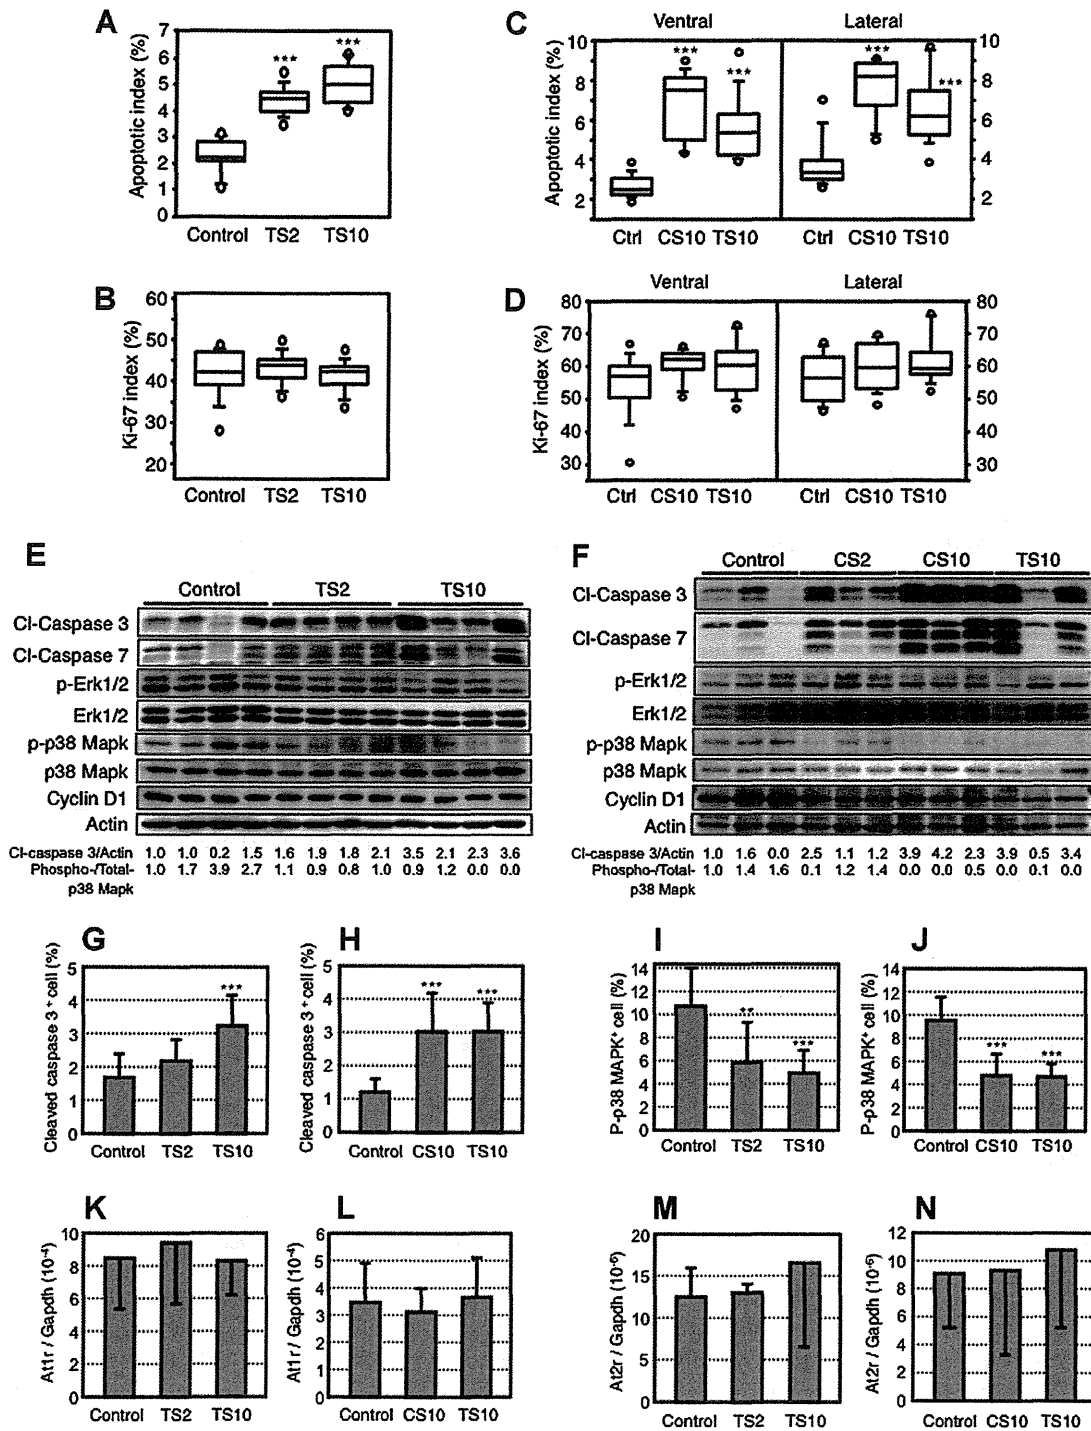 A
Apoptotic index (%)
7
6
5
4
3
2
1
0
***
***
Control TS2 TS10
C
Ventral Lateral
Apoptotic index (%)
10
8
6
4
2
***
***
***
***
10
8
6
4
2
Ctrl CS10 TS10 Ctrl CS10 TS10
B
Ki-67 index (%)
60
50
40
30
20
Control TS2 TS10
D
Ventral Lateral
Ki-67 index (%)
80
70
60
50
40
30
80
70
60
50
40
30
Ctrl CS10 TS10 Ctrl CS10 TS10
E
Control TS2 TS10
Cl-Caspase 3
Cl-Caspase 7
p-Erk1/2
Erk1/2
p-p38 Mapk
p38 Mapk
Cyclin D1
Actin
Cl-caspase 3/Actin 1.0 1.0 0.2 1.5 1.6 1.9 1.8 2.1 3.5 2.1 2.3 3.6
Phospho-/Total- 1.0 1.7 3.9 2.7 1.1 0.9 0.8 1.0 0.9 1.2 0.0 0.0
p38 Mapk
F
Control CS2 CS10 TS10
Cl-Caspase 3
Cl-Caspase 7
p-Erk1/2
Erk1/2
p-p38 Mapk
p38 Mapk
Cyclin D1
Actin
Cl-caspase 3/Actin 1.0 1.6 0.0 2.5 1.1 1.2 3.9 4.2 2.3 3.9 0.5 3.4
Phospho-/Total- 1.0 1.4 1.6 0.1 1.2 1.4 0.0 0.0 0.5 0.0 0.1 0.0
p38 Mapk
G
Cleaved caspase 3 + cell (%)
5
4
3
2
1
0
***
Control TS2 TS10
H
Cleaved caspase 3 + cell (%)
5
4
3
2
1
0
***
***
Control CS10 TS10
I
P-p38 MAPK+ cell (%)
14
12
10
8
6
4
2
0
**
***
Control TS2 TS10
J
P-p38 MAPK+ cell (%)
14
12
10
8
6
4
2
0
***
***
Control CS10 TS10
K
At1r / Gapdh (10⁻⁴)
10
8
6
4
2
0
Control TS2 TS10
L
At1r / Gapdh (10⁻⁴)
6
5
4
3
2
1
0
Control CS10 TS10
M
At2r / Gapdh (10⁻⁶)
20
15
10
5
0
Control TS2 TS10
N
At2r / Gapdh (10⁻⁶)
12
10
8
6
4
2
0
Control CS10 TS10